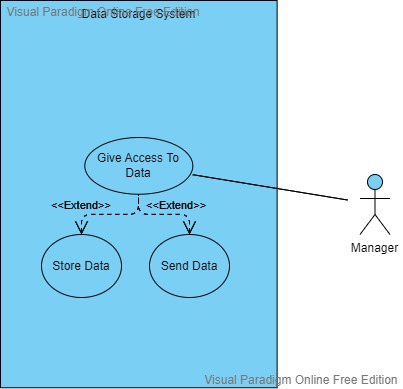 Visual Paradigm Online Free Edition
Data Storage System
Give Access To
Data
<<Extend>>
<<Extend>>
Store Data
Send Data
Manager
Visual Paradigm Online Free Edition